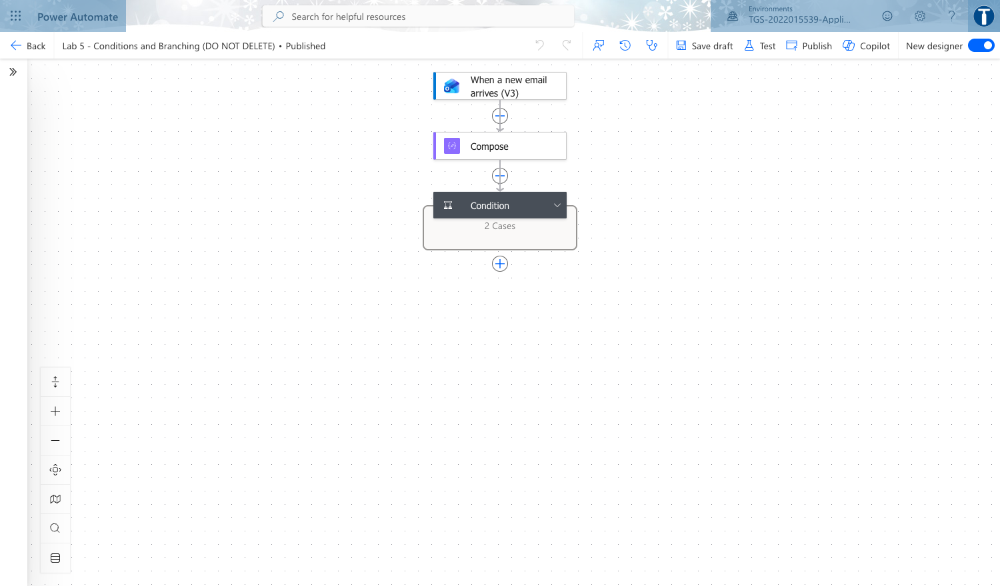 Power Automate
Search for helpful resources
Environments
TGS-2022015539-Appli...
Back
Lab 5 - Conditions and Branching (DO NOT DELETE) • Published
Save draft
Test
Publish
Copilot
New designer
When a new email
arrives (V3)
Compose
Condition
2 Cases